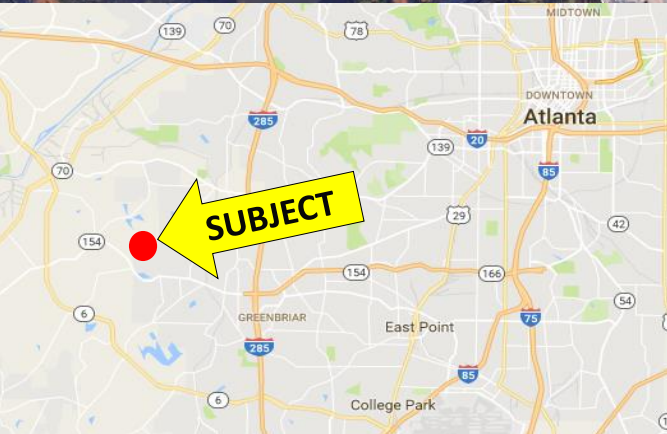 MIDTOWN
139
70
78
DOWNTOWN
Atlanta
285
20
139
85
70
SUBJECT
29
42
154
154
166
6
54
GREENBRIAR
East Point
75
285
85
6
College Park